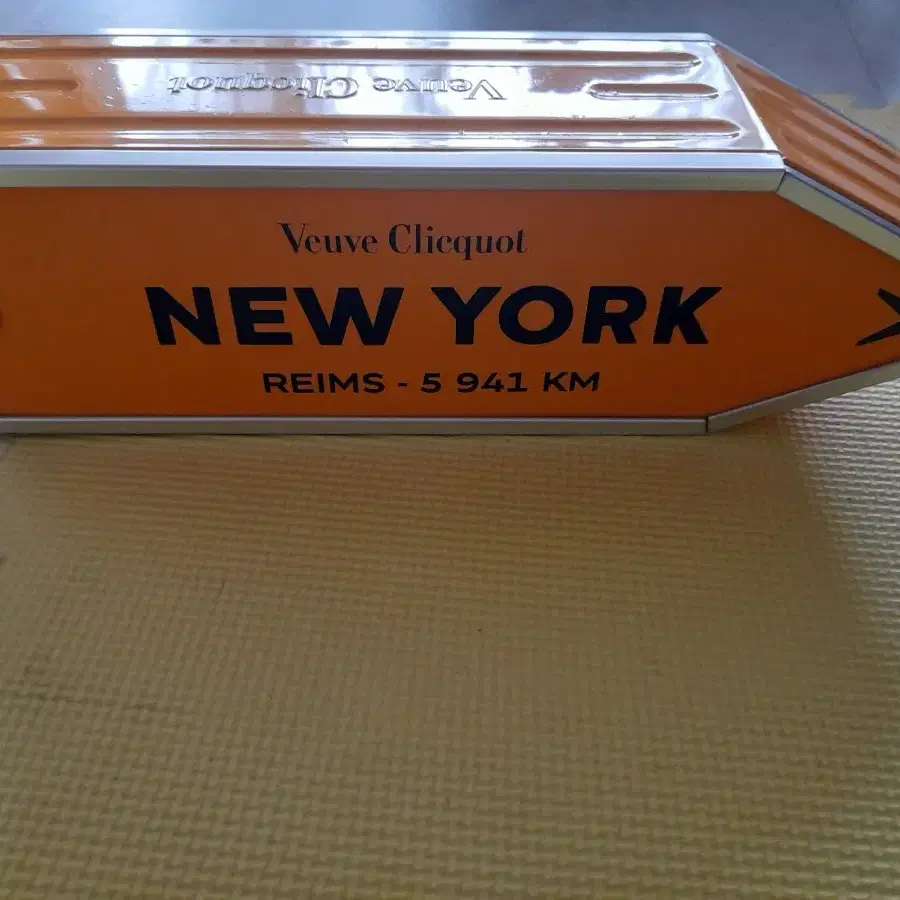 Veuve Clicquot
Veuve Clicquot
NEW YORK
REIMS - 5 941 KM